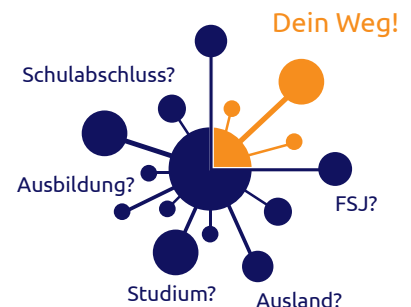 Dein Weg!
Schulabschluss?
Ausbildung?
FSJ?
Studium?
Ausland?